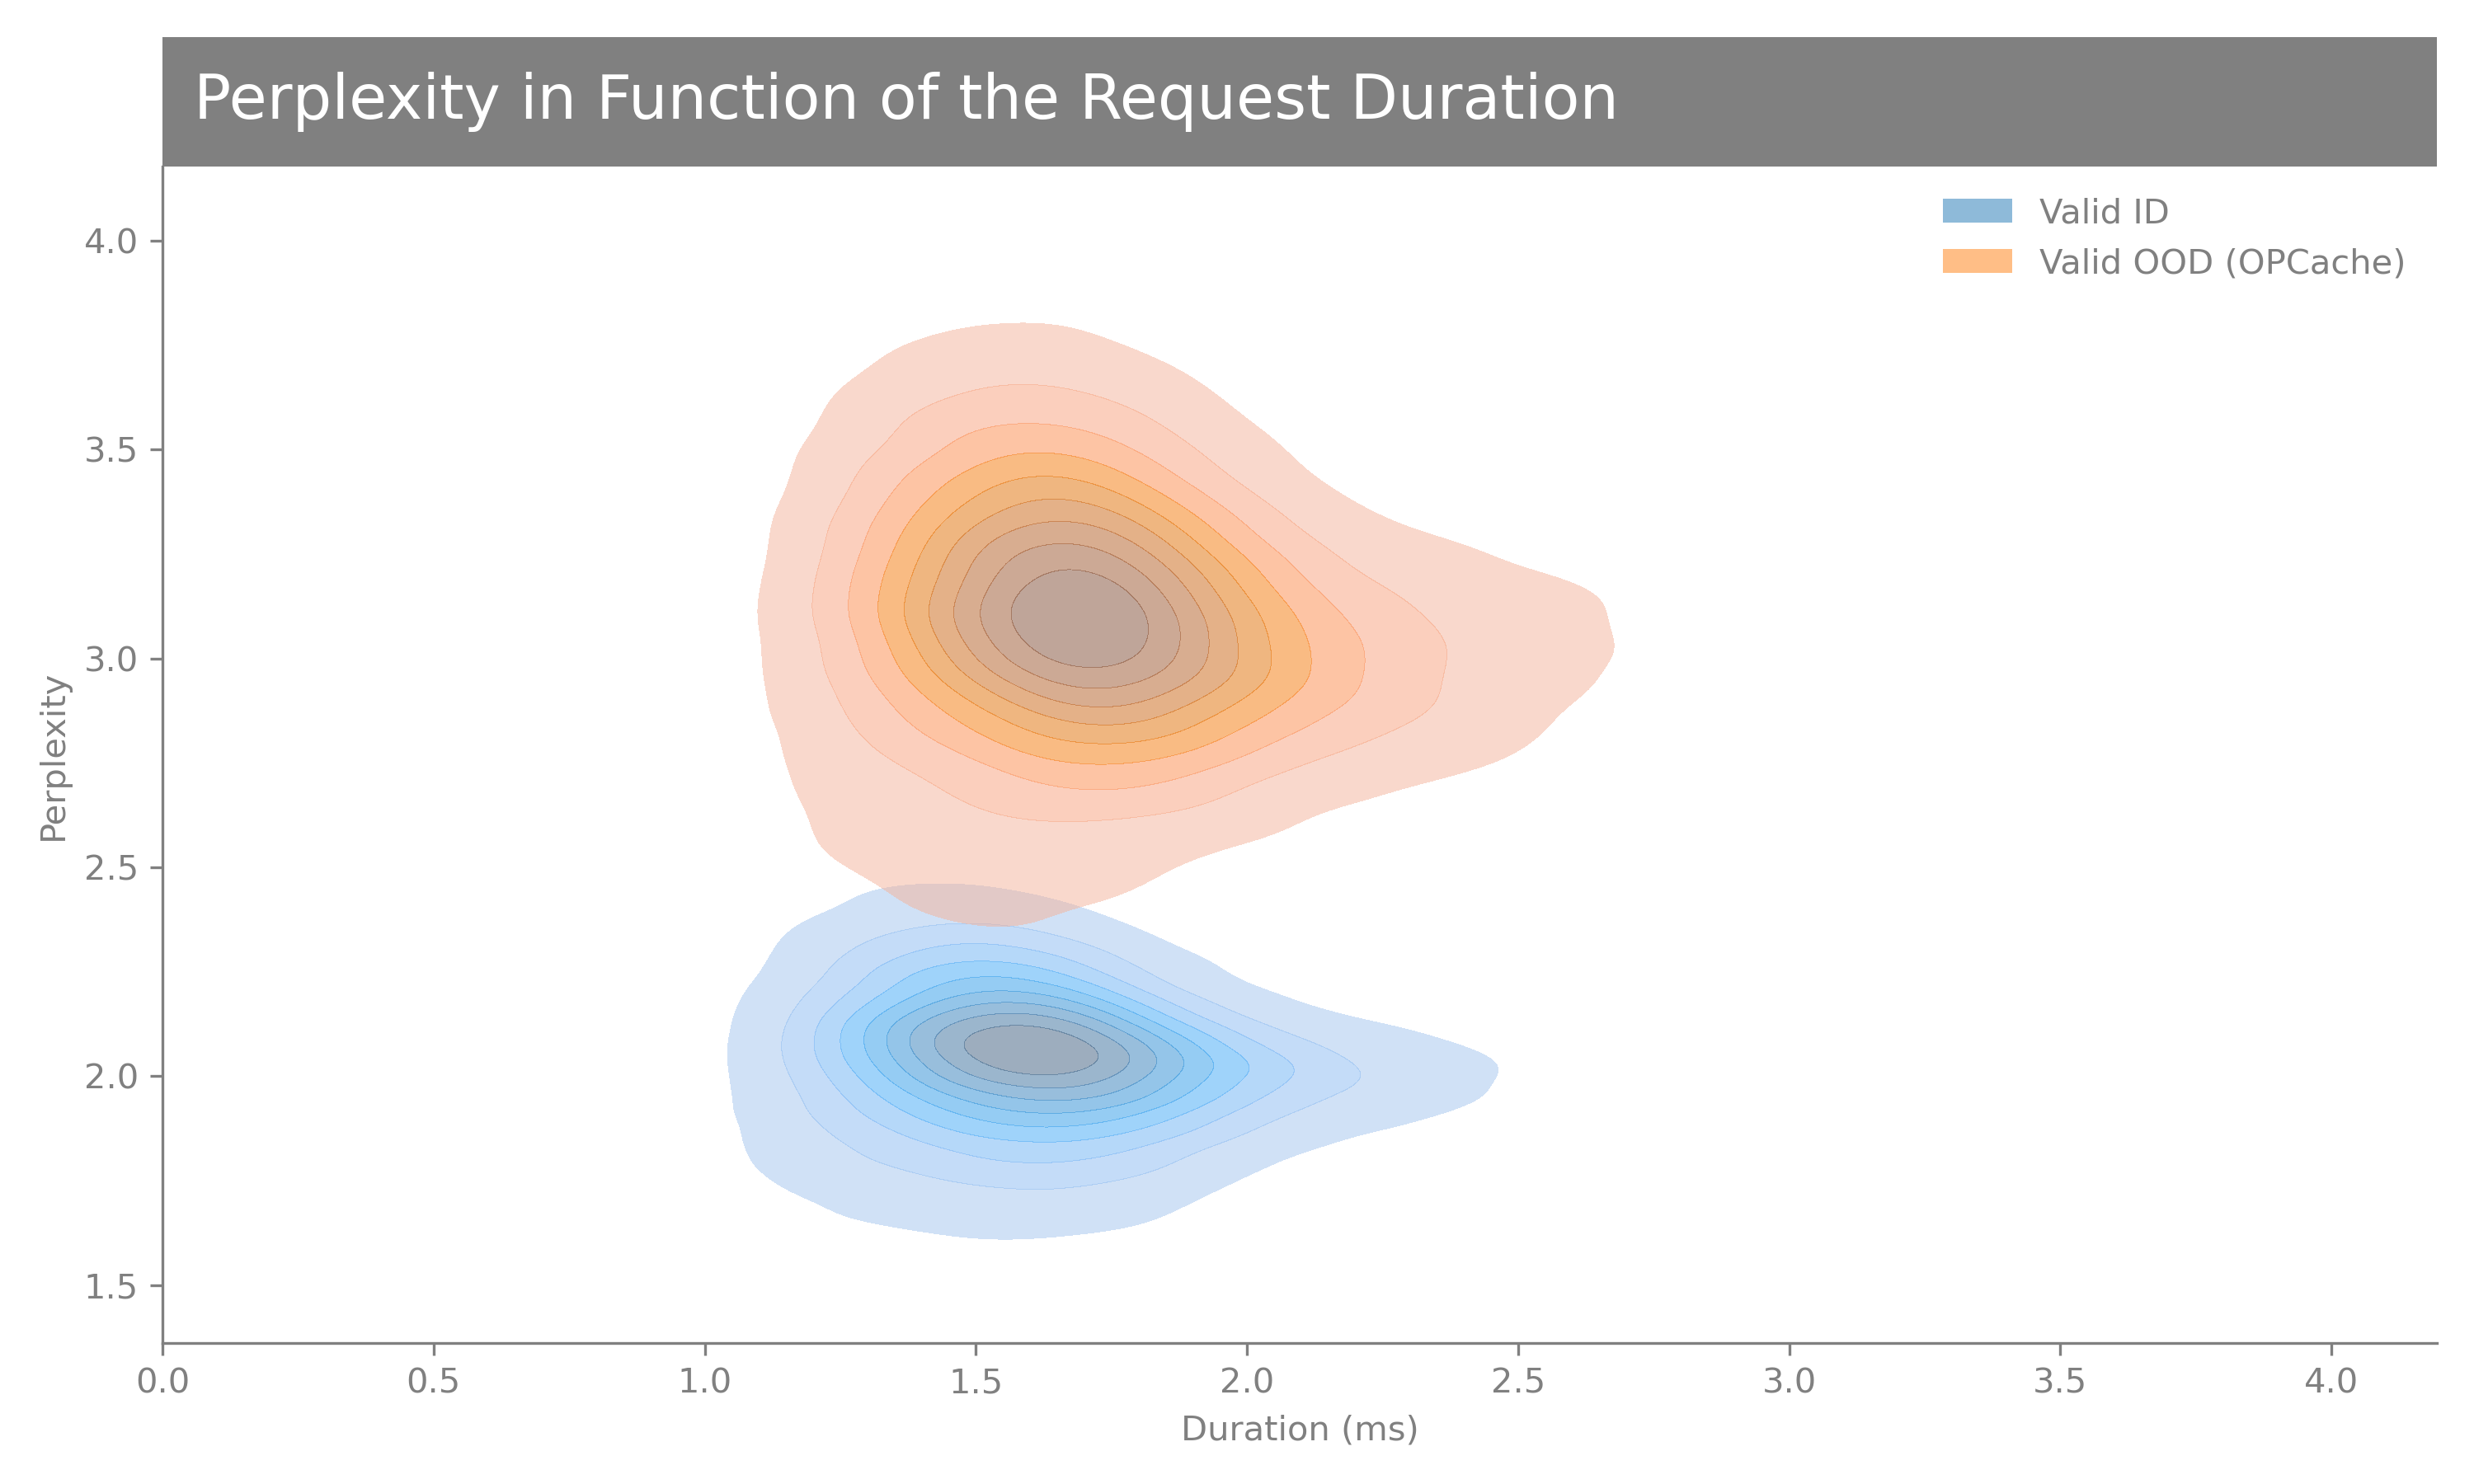 Perplexity in Function of the Request Duration
Valid ID
Valid OOD (OPCache)
4.0
3.5
3.0
2.5
2.0
1.5
Perplexity
0.0 0.5 1.0 1.5 2.0 2.5 3.0 3.5 4.0
Duration (ms)